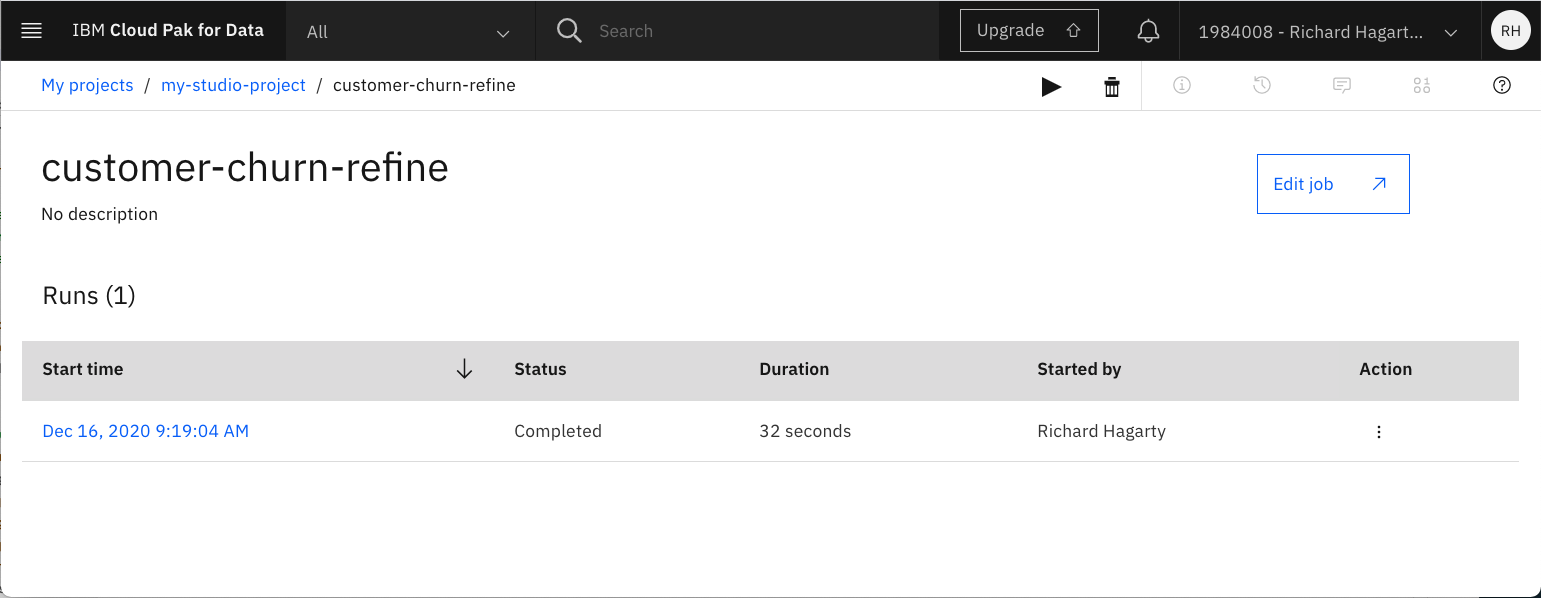 IBM Cloud Pak for Data All Search Upgrade 1984008 - Richard Hagart... RH
My projects / my-studio-project / customer-churn-refine
customer-churn-refine
Edit job
No description
Runs (1)
Start time Status Duration Started by Action
Dec 16, 2020 9:19:04 AM Completed 32 seconds Richard Hagarty